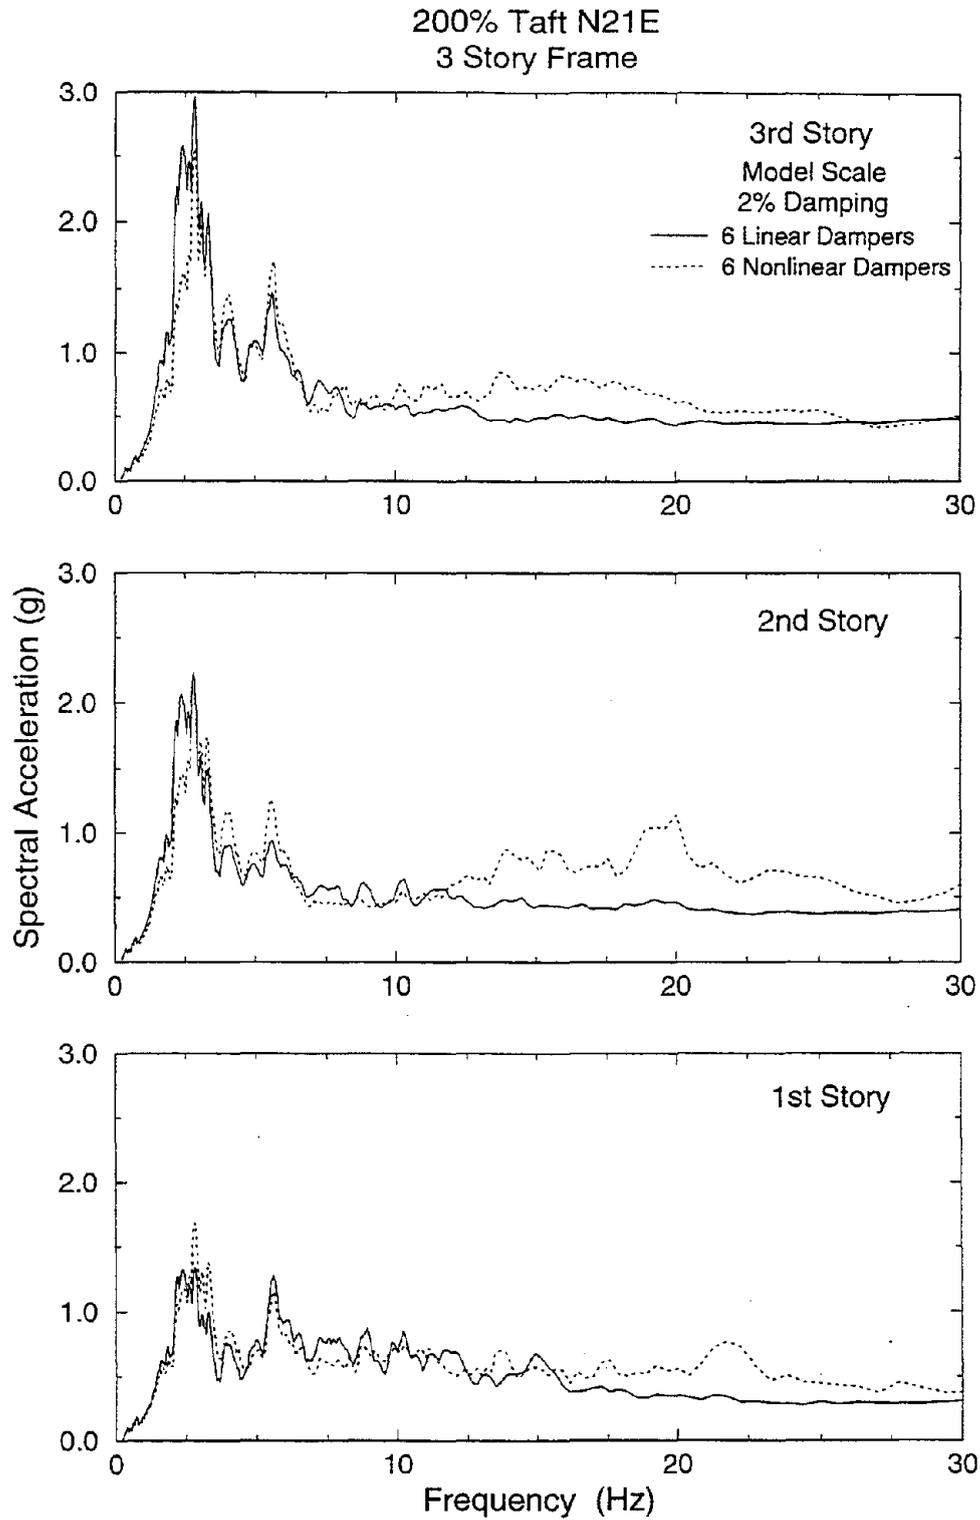 200% Taft N21E
3 Story Frame
3.0
3rd Story
Model Scale
2% Damping
2.0
6 Linear Dampers
6 Nonlinear Dampers
1.0
0.0
0 10 20 30
3.0
2nd Story
2.0
1.0
0.0
0 10 20 30
Spectral Acceleration (g)
3.0
1st Story
2.0
1.0
0.0
0 10 20 30
Frequency (Hz)